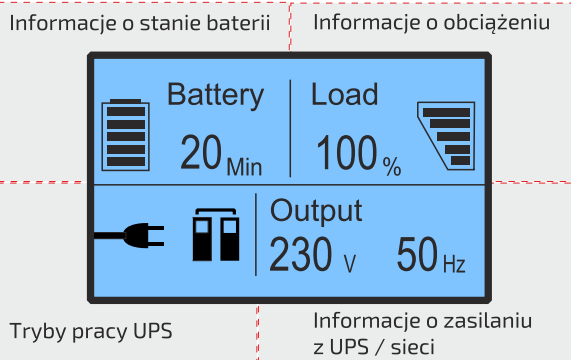 Informacje o stanie baterii
Informacje o obciążeniu
Battery
20 Min
Load
100 %
Output
230 V 50 Hz
Tryby pracy UPS
Informacje o zasilaniu
z UPS / sieci